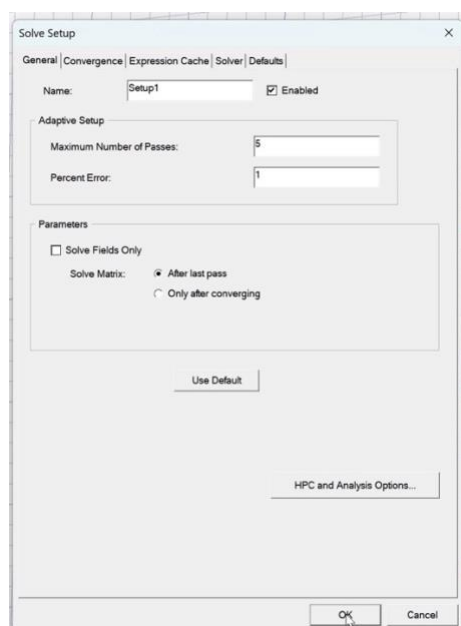 Solve Setup
General Convergence Expression Cache Solver Defaults
Name: Setup1 Enabled
Adaptive Setup
Maximum Number of Passes: 5
Percent Error: 1
Parameters
Solve Fields Only
Solve Matrix: After last pass
Only after converging
Use Default
HPC and Analysis Options...
OK Cancel